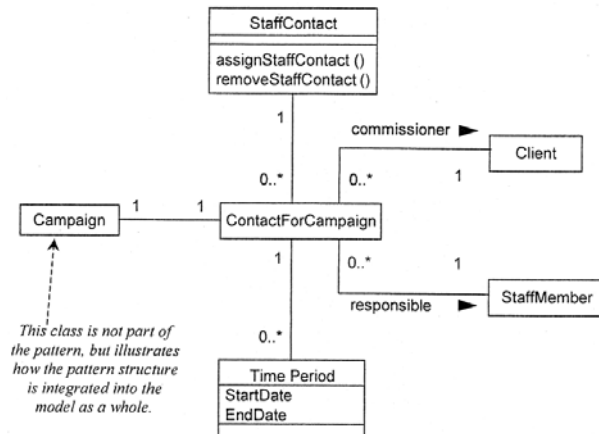 StaffContact
assignStaffContact ()
removeStaffContact ()
1
commissioner
Client
0..*
0..*
1
Campaign
1
1
ContactForCampaign
1
0..*
1
StaffMember
responsible
This class is not part of
the pattern, but illustrates
how the pattern structure
is integrated into the
model as a whole.
0..*
Time Period
StartDate
EndDate